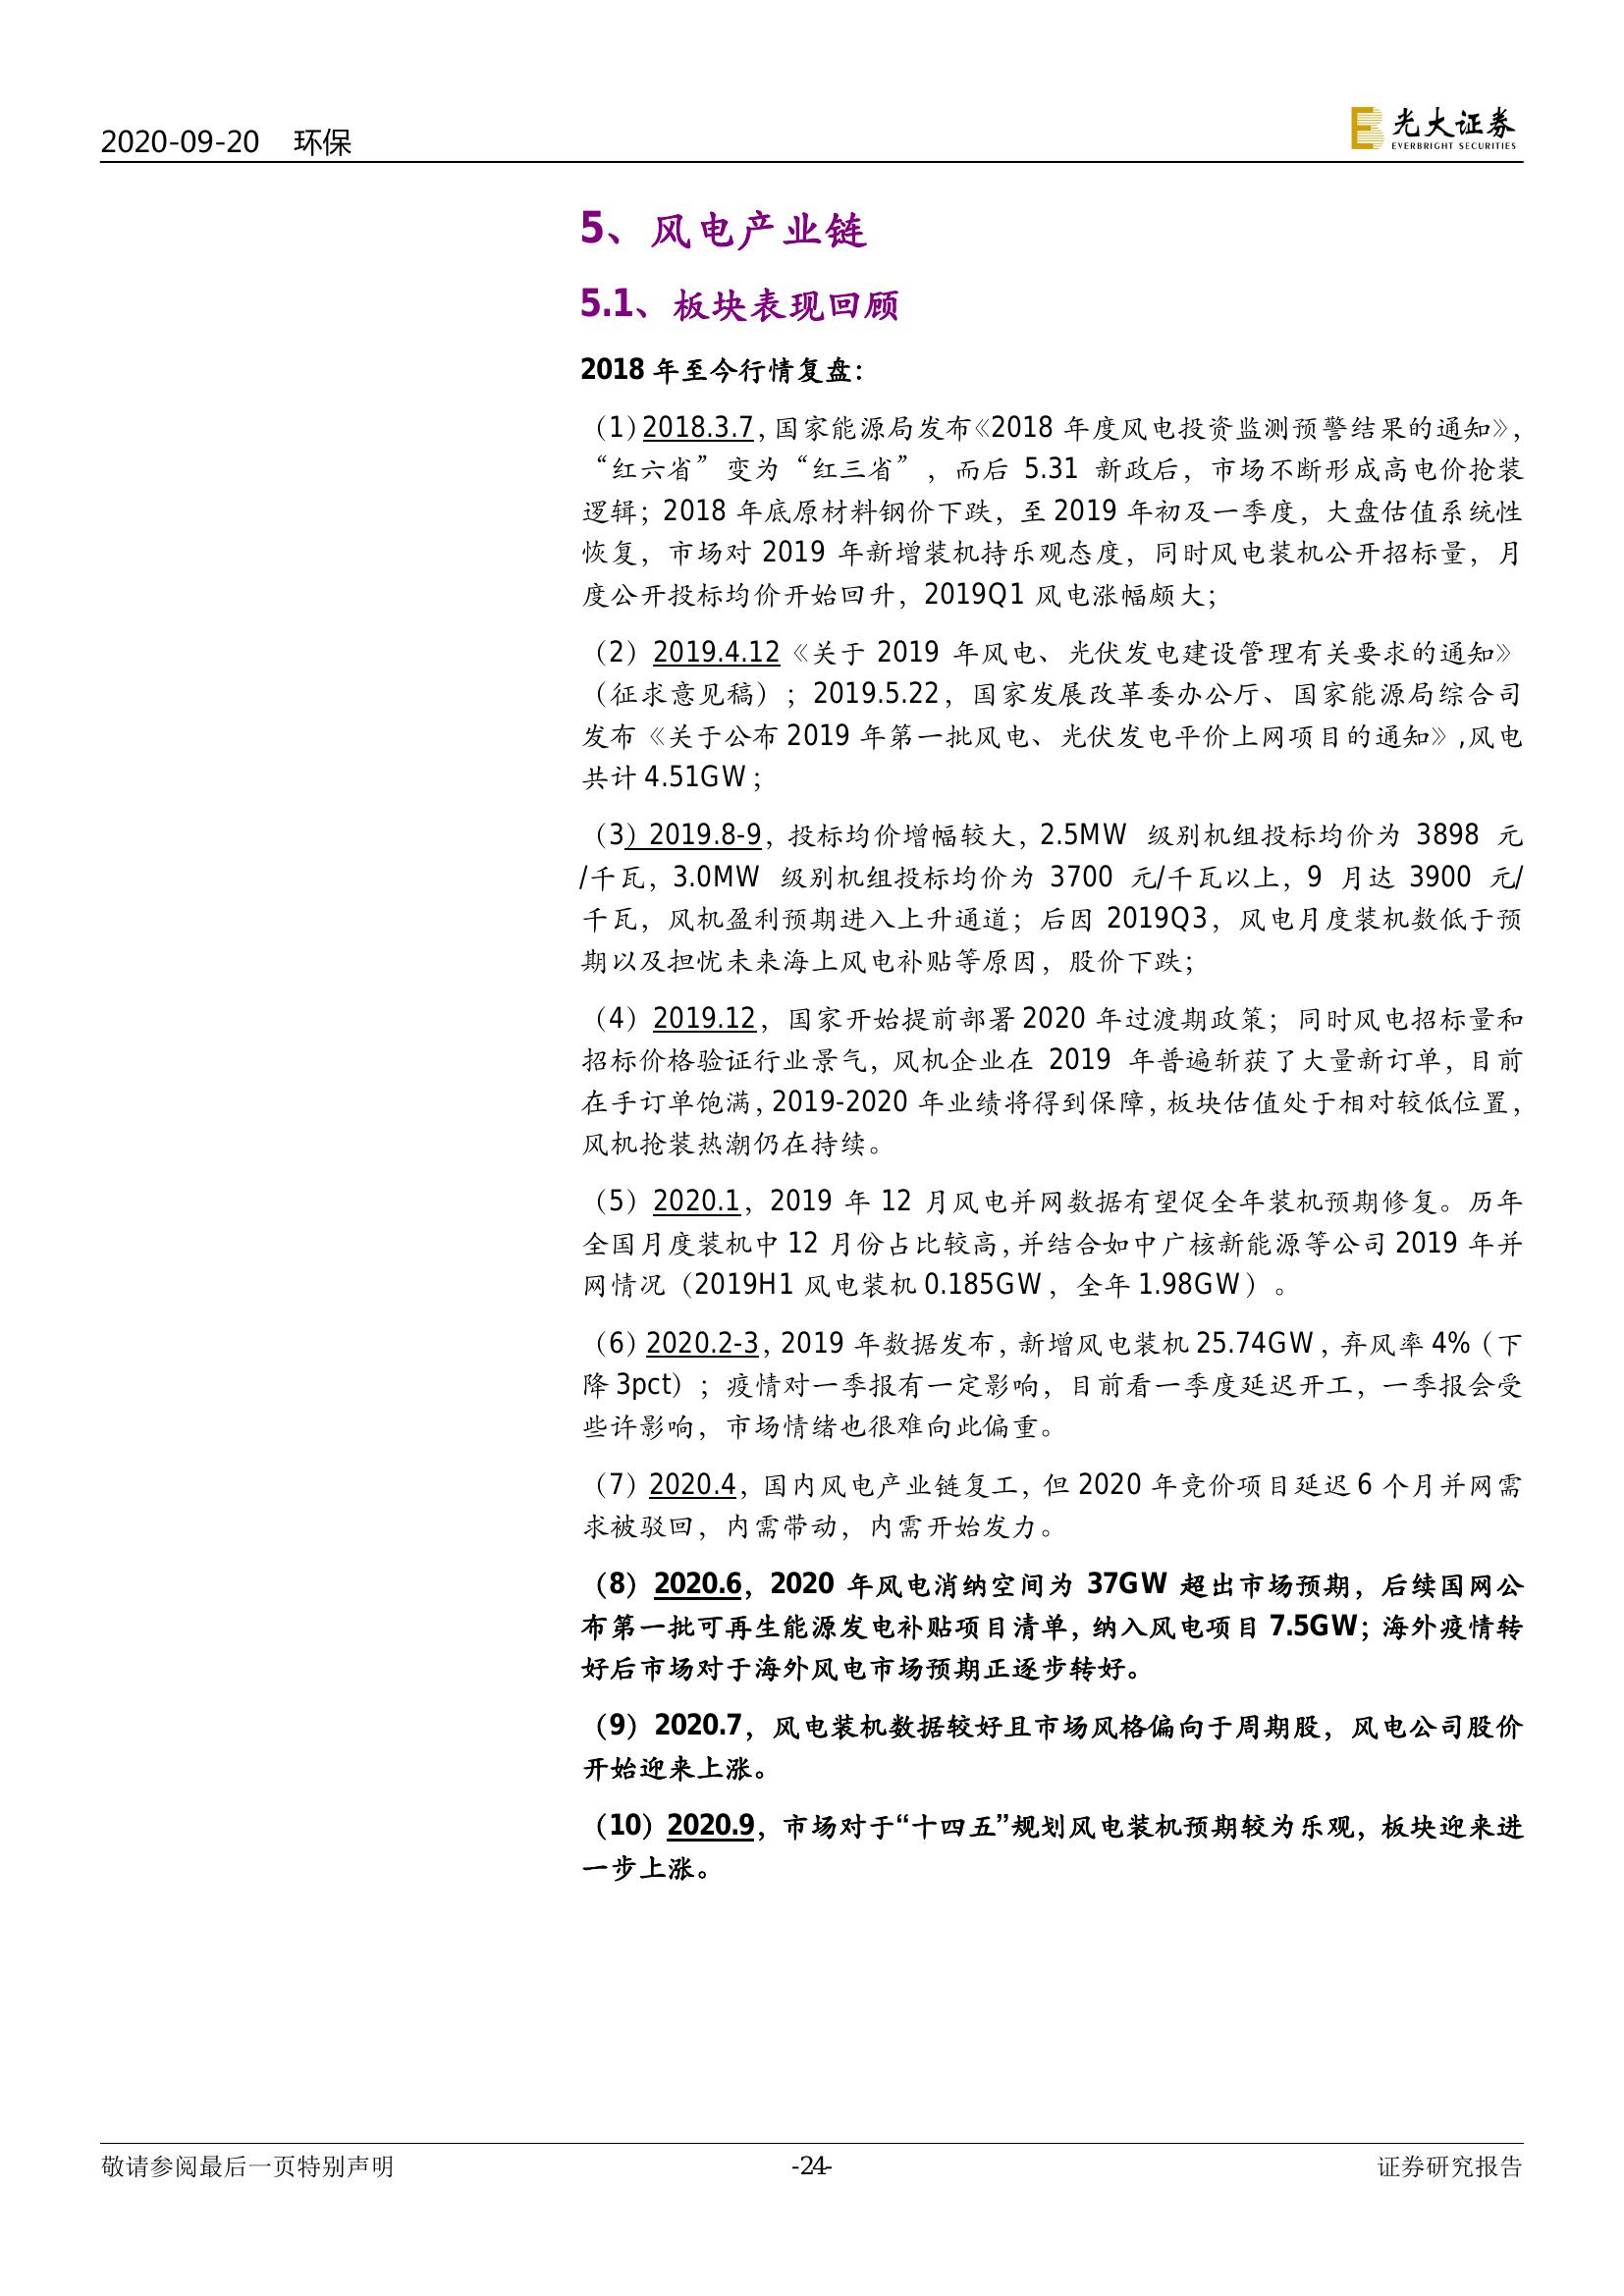 2020-09-20 环保
光大证券
EVERBRIGHT SECURITIES
5、风电产业链
5.1、板块表现回顾
2018 年至今行情复盘：
（1）2018.3.7，国家能源局发布《2018 年度风电投资监测预警结果的通知》，
“红六省”变为“红三省”，而后 5.31 新政后，市场不断形成高电价抢装
逻辑；2018 年底原材料钢价下跌，至 2019 年初及一季度，大盘估值系统性
恢复，市场对 2019 年新增装机持乐观态度，同时风电装机公开招标量，月
度公开投标均价开始回升，2019Q1 风电涨幅颇大；
（2）2019.4.12《关于 2019 年风电、光伏发电建设管理有关要求的通知》
（征求意见稿）；2019.5.22，国家发展改革委办公厅、国家能源局综合司
发布《关于公布 2019 年第一批风电、光伏发电平价上网项目的通知》,风电
共计 4.51GW；
（3）2019.8-9，投标均价增幅较大，2.5MW 级别机组投标均价为 3898 元
/千瓦，3.0MW 级别机组投标均价为 3700 元/千瓦以上，9 月达 3900 元/
千瓦，风机盈利预期进入上升通道；后因 2019Q3，风电月度装机数低于预
期以及担忧未来海上风电补贴等原因，股价下跌；
（4）2019.12，国家开始提前部署 2020 年过渡期政策；同时风电招标量和
招标价格验证行业景气，风机企业在 2019 年普遍斩获了大量新订单，目前
在手订单饱满，2019-2020 年业绩将得到保障，板块估值处于相对较低位置，
风机抢装热潮仍在持续。
（5）2020.1，2019 年 12 月风电并网数据有望促全年装机预期修复。历年
全国月度装机中 12 月份占比较高，并结合如中广核新能源等公司 2019 年并
网情况（2019H1 风电装机 0.185GW，全年 1.98GW）。
（6）2020.2-3，2019 年数据发布，新增风电装机 25.74GW，弃风率 4%（下
降 3pct）；疫情对一季报有一定影响，目前看一季度延迟开工，一季报会受
些许影响，市场情绪也很难向此偏重。
（7）2020.4，国内风电产业链复工，但 2020 年竞价项目延迟 6 个月并网需
求被驳回，内需带动，内需开始发力。
（8）2020.6，2020 年风电消纳空间为 37GW 超出市场预期，后续国网公
布第一批可再生能源发电补贴项目清单，纳入风电项目 7.5GW；海外疫情转
好后市场对于海外风电市场预期正逐步转好。
（9）2020.7，风电装机数据较好且市场风格偏向于周期股，风电公司股价
开始迎来上涨。
（10）2020.9，市场对于“十四五”规划风电装机预期较为乐观，板块迎来进
一步上涨。
敬请参阅最后一页特别声明
-24-
证券研究报告